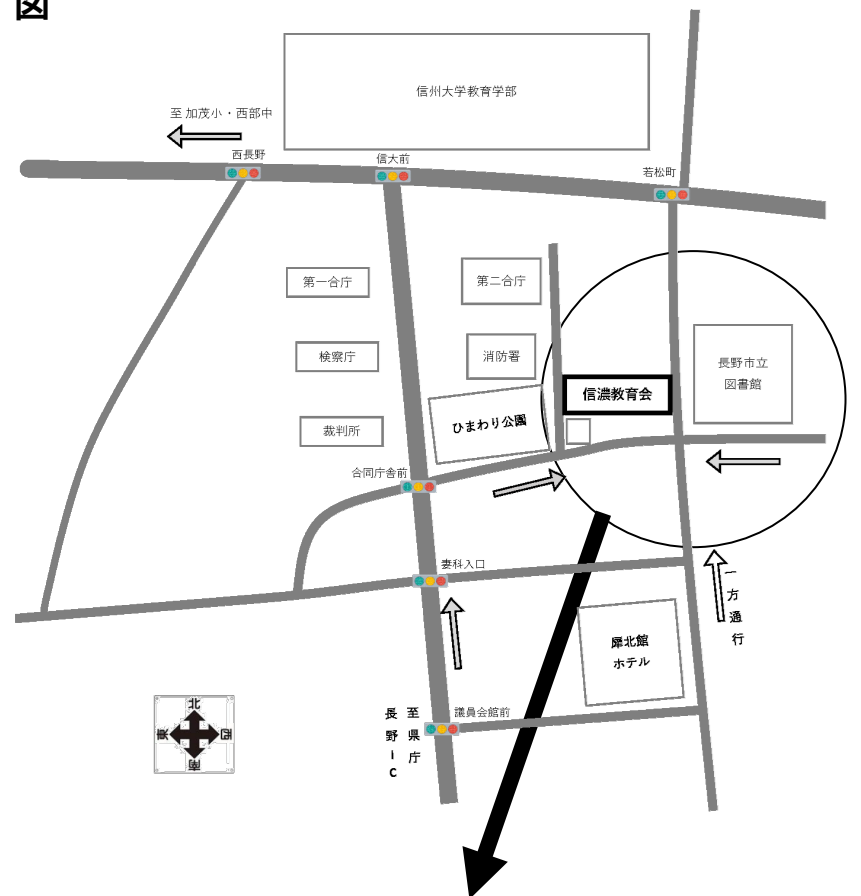 図
信州大学教育学部
至 加茂小・西部中
西長野
信大前
若松町
第一合庁
第二合庁
検察庁
消防署
長野市立
図書館
信濃教育会
ひまわり公園
裁判所
合同庁舎前
妻科入口
一方通行
犀北館
ホテル
議員会館前
至県庁
長野IC
北
東
西
南